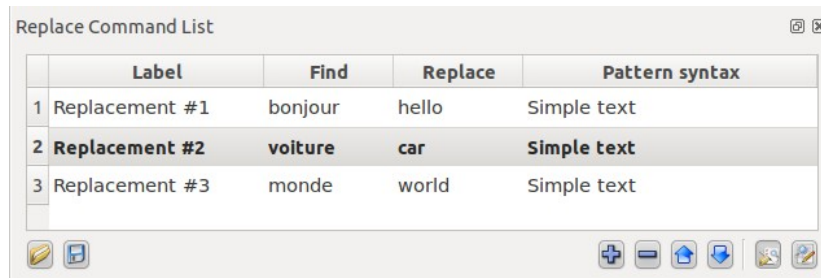 Replace Command List
Label Find Replace Pattern syntax
1 Replacement #1 bonjour hello Simple text
2 Replacement #2 voiture car Simple text
3 Replacement #3 monde world Simple text